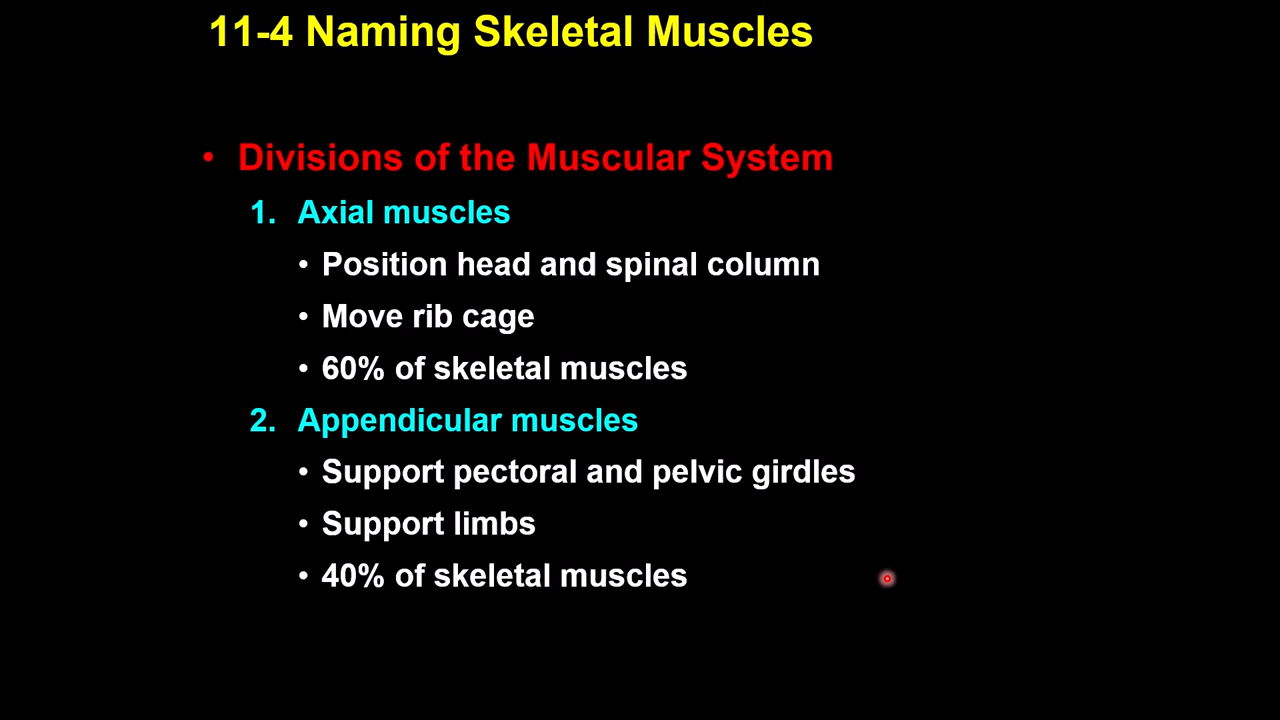 11-4 Naming Skeletal Muscles
• Divisions of the Muscular System
1. Axial muscles
• Position head and spinal column
• Move rib cage
• 60% of skeletal muscles
2. Appendicular muscles
• Support pectoral and pelvic girdles
• Support limbs
• 40% of skeletal muscles